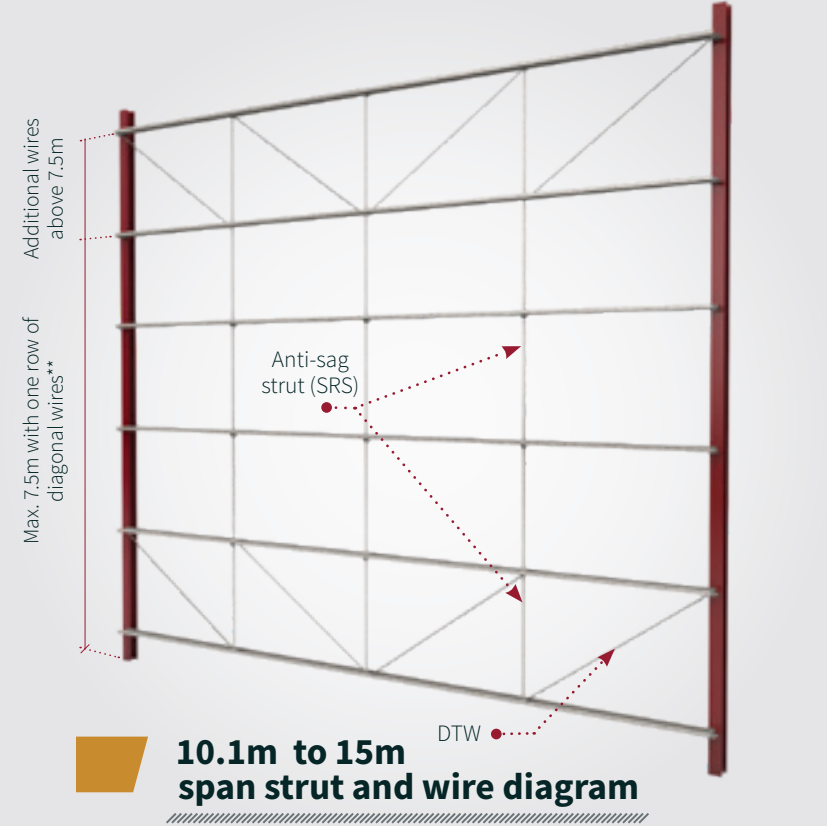 Additional wires
above 7.5m
Max. 7.5m with one row of
diagonal wires**
Anti-sag
strut (SRS)
DTW
10.1m to 15m
span strut and wire diagram